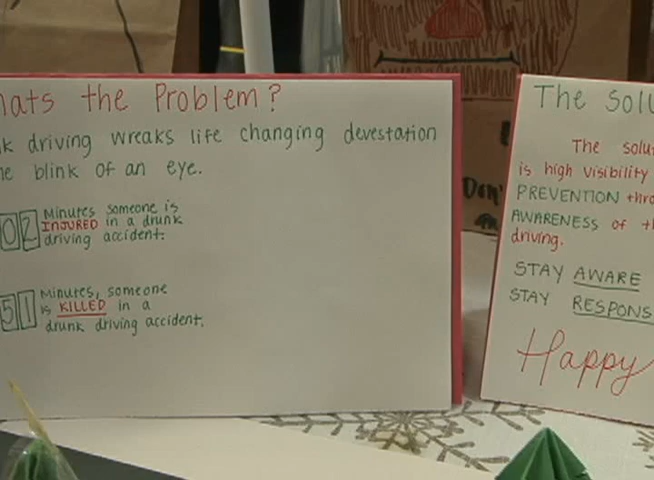 hats the Problem?
k driving wreaks life changing devestation
he blink of an eye.
02 Minutes someone is
INJURED in a drunk
driving accident.
51 Minutes, someone
is KILLED in a
drunk driving accident.
Don't
The Solu
The solut
is high visibility
PREVENTION thro
AWARENESS of th
driving.
STAY AWARE
STAY RESPONS
Happy